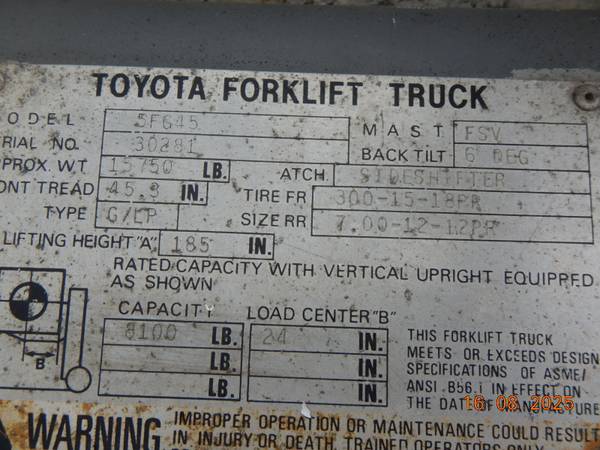 TOYOTA FORKLIFT TRUCK
ODEL 5FG45 MAST FSV
RIAL NO. 30281 BACK TILT 6 DEG
PPROX. WT 15750 LB. ATCH. SIDESHIFTER
ONT TREAD 45.3 IN. TIRE FR 300-15-18PR
TYPE G/LP SIZE RR 7.00-12-12PR
LIFTING HEIGHT "A" 185 IN.
RATED CAPACITY WITH VERTICAL UPRIGHT EQUIPPED
AS SHOWN
CAPACITY LOAD CENTER "B"
8100 LB. 24 IN.
LB. IN.
LB. IN.
B
THIS FORKLIFT TRUCK
MEETS OR EXCEEDS DESIGN
SPECIFICATIONS OF ASME/
ANSI B56.1 IN EFFECT ON
THE DATE OF MANUFACTURE
16 08 2025
WARNING
IMPROPER OPERATION OR MAINTENANCE COULD RESULT
IN INJURY OR DEATH. TRAINED OPERATORS ONLY